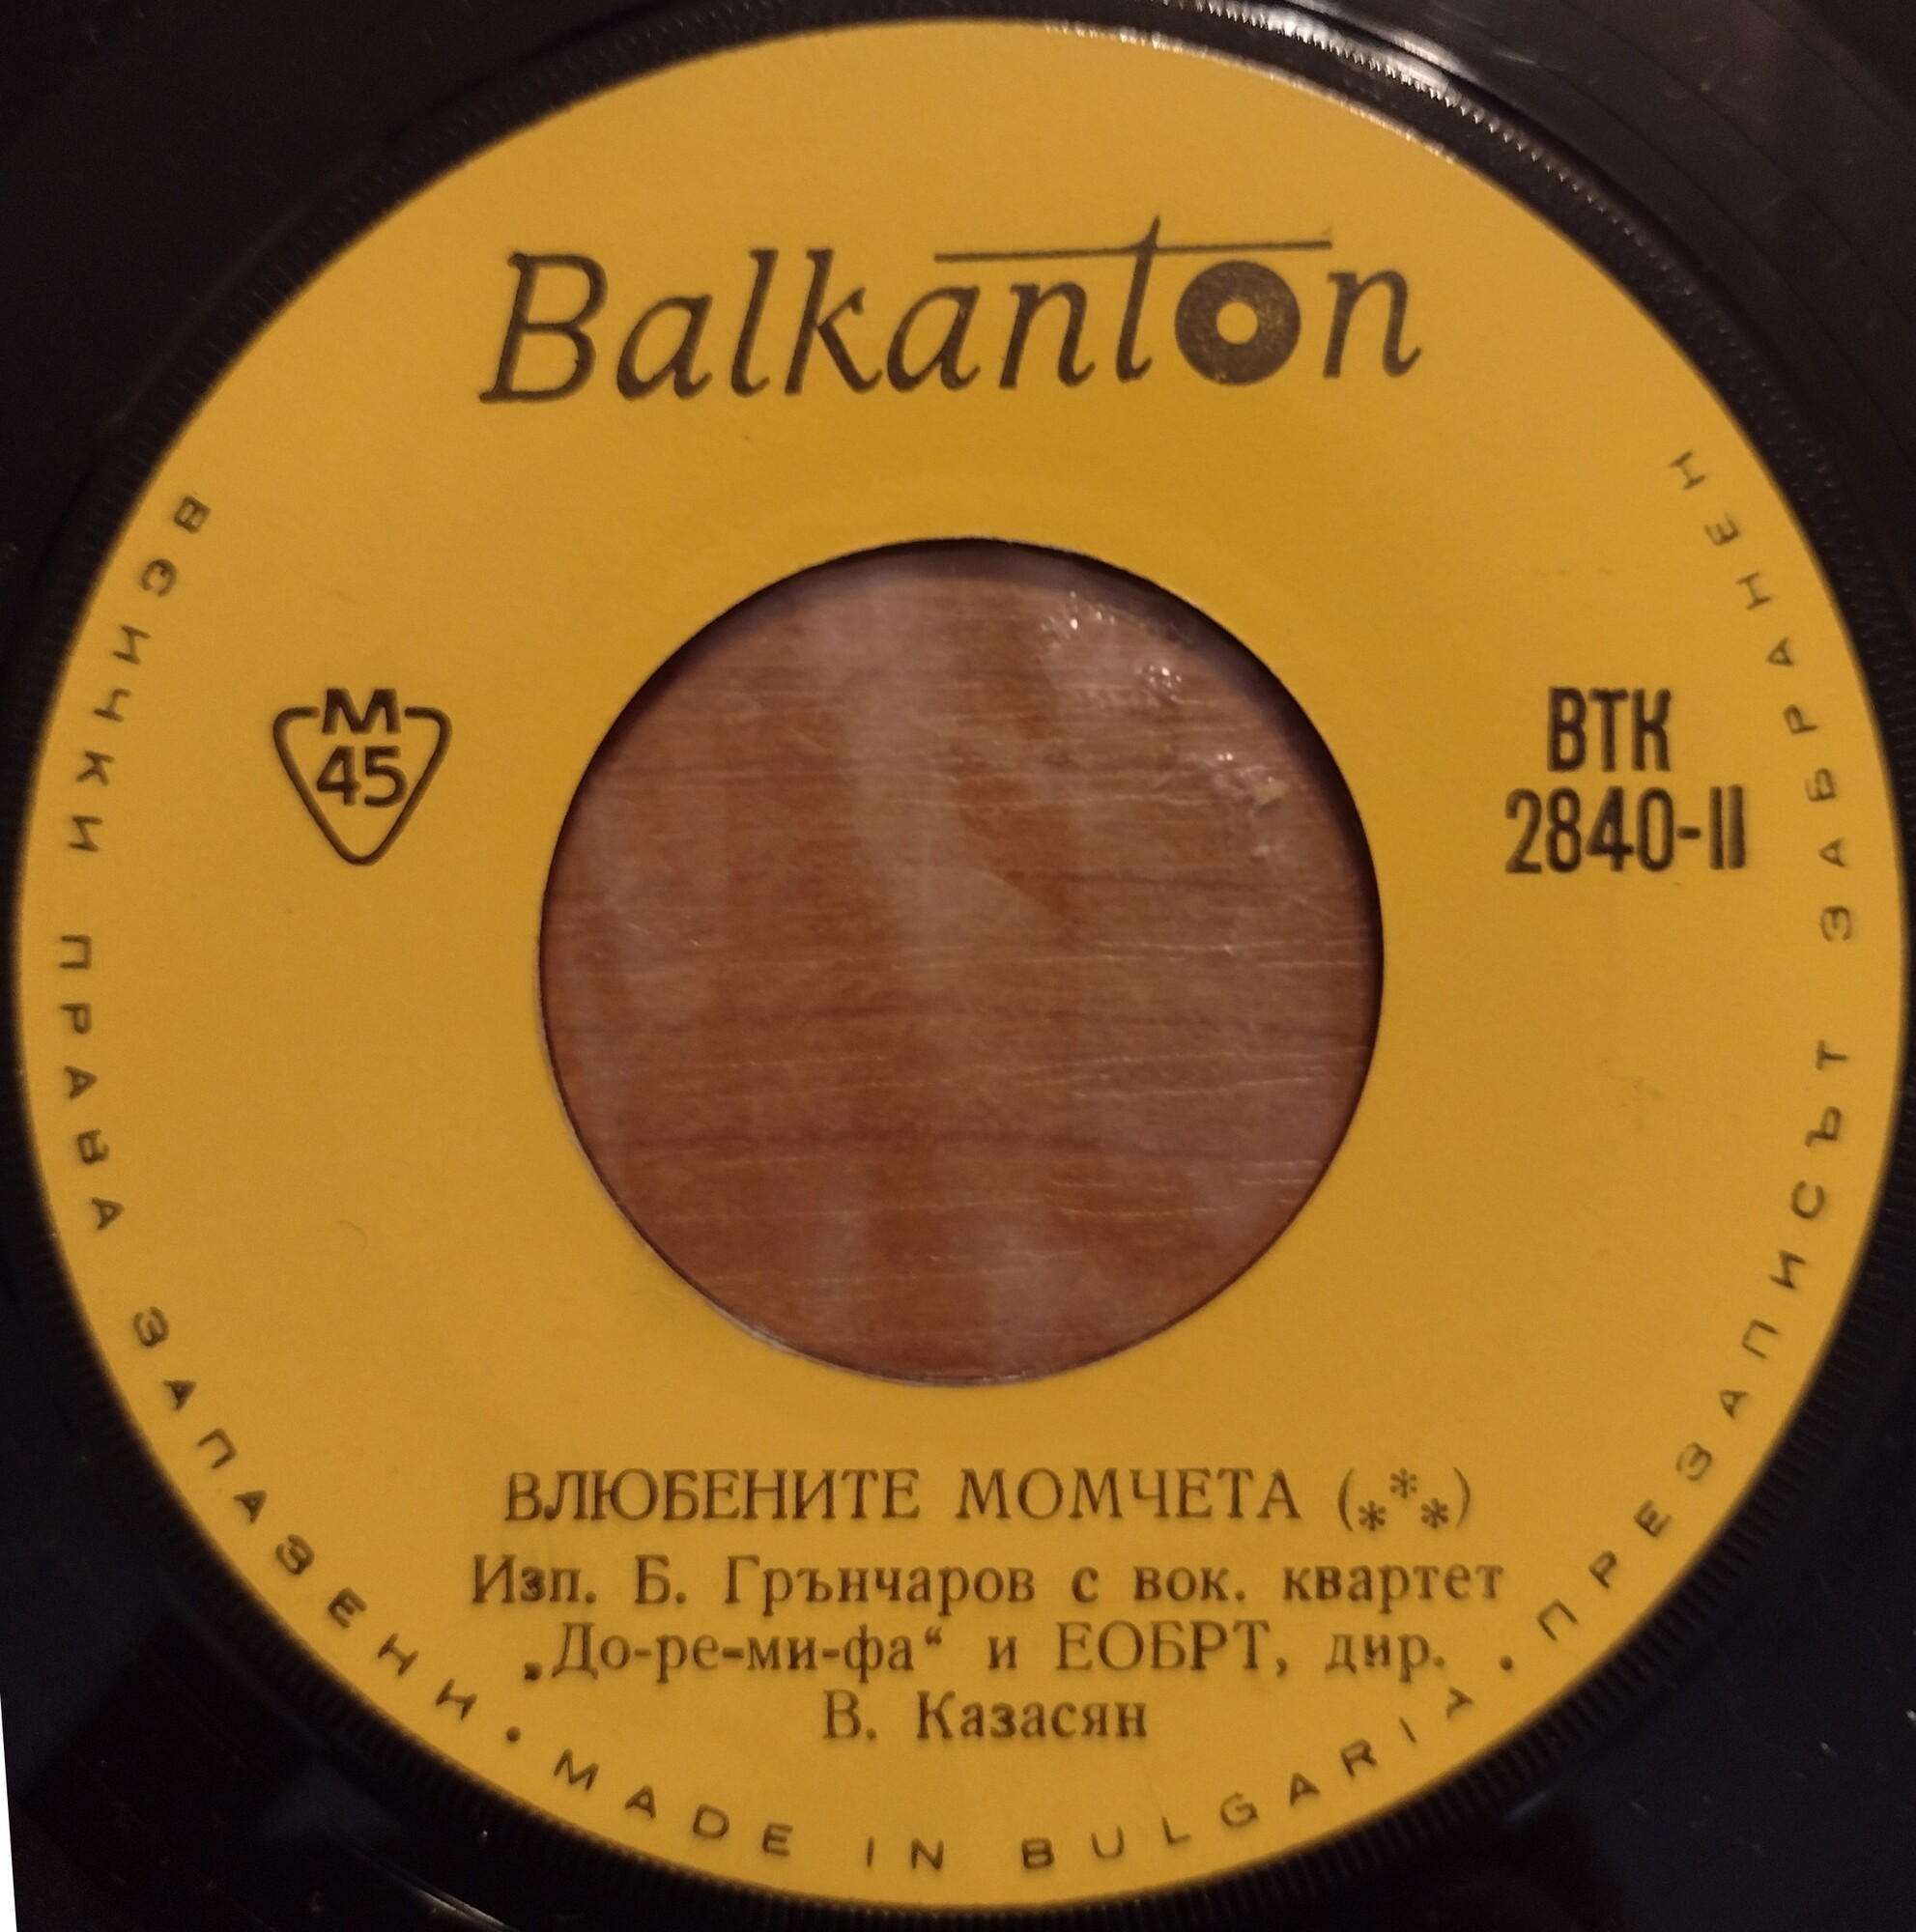 Balkanton
M
45
ВТК
2840-II
ВЛЮБЕНИТЕ МОМЧЕТА (***)
Изп. Б. Грънчаров с вок. квартет
„До-ре-ми-фа“ и ЕОБРТ, дир.
В. Казасян
ВСИЧКИ ПРАВА ЗАПАЗЕНИ • MADE IN BULGARIA • ПРЕЗАПИСЪТ ЗАБРАНЕН